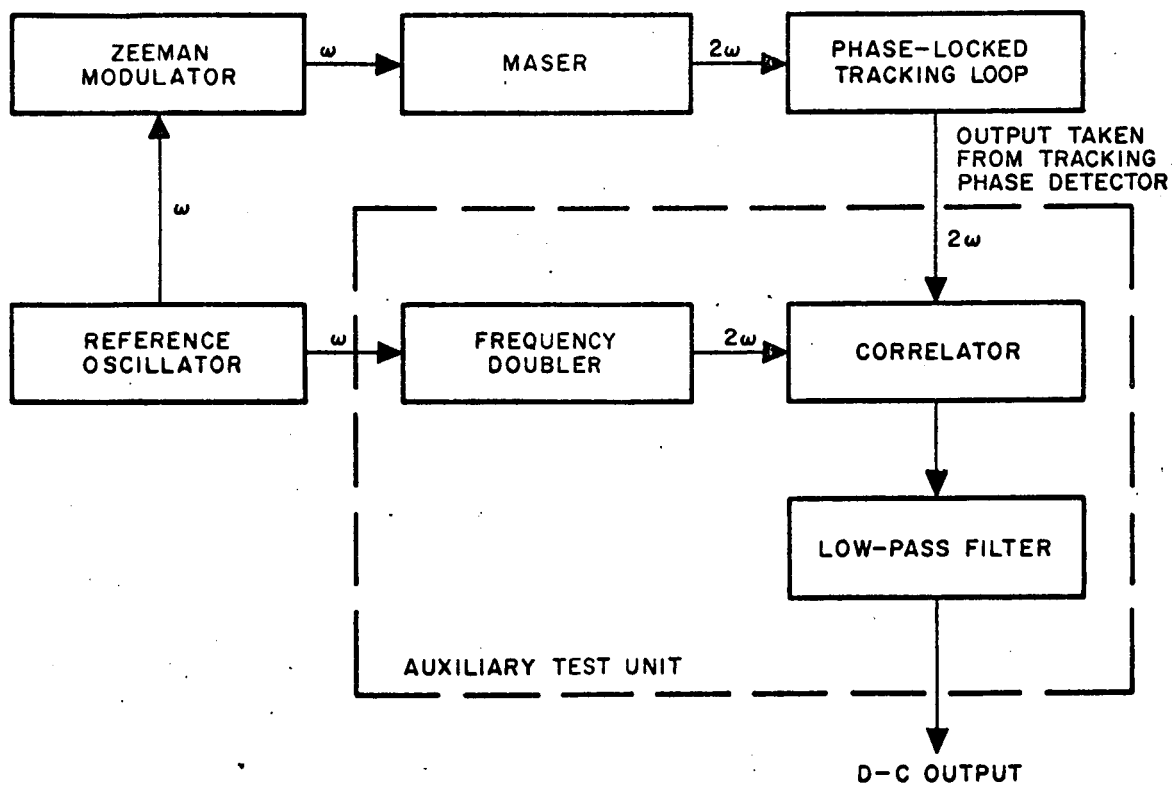 ZEEMAN
MODULATOR
ω
MASER
2ω
PHASE-LOCKED
TRACKING LOOP
OUTPUT TAKEN
FROM TRACKING
PHASE DETECTOR
ω
2ω
REFERENCE
OSCILLATOR
ω
FREQUENCY
DOUBLER
2ω
CORRELATOR
LOW-PASS FILTER
AUXILIARY TEST UNIT
D-C OUTPUT